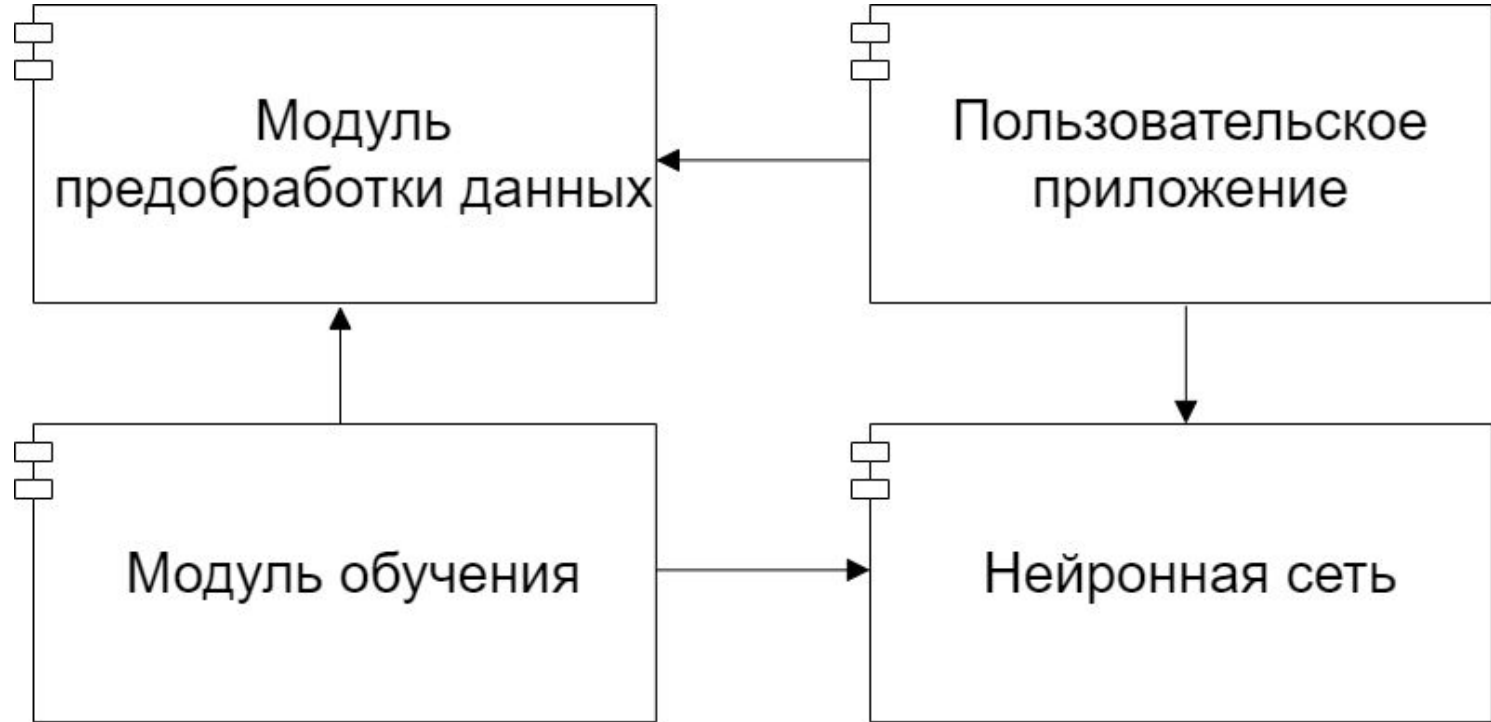 Модуль
предобработки данных
Пользовательское
приложение
Модуль обучения
Нейронная сеть